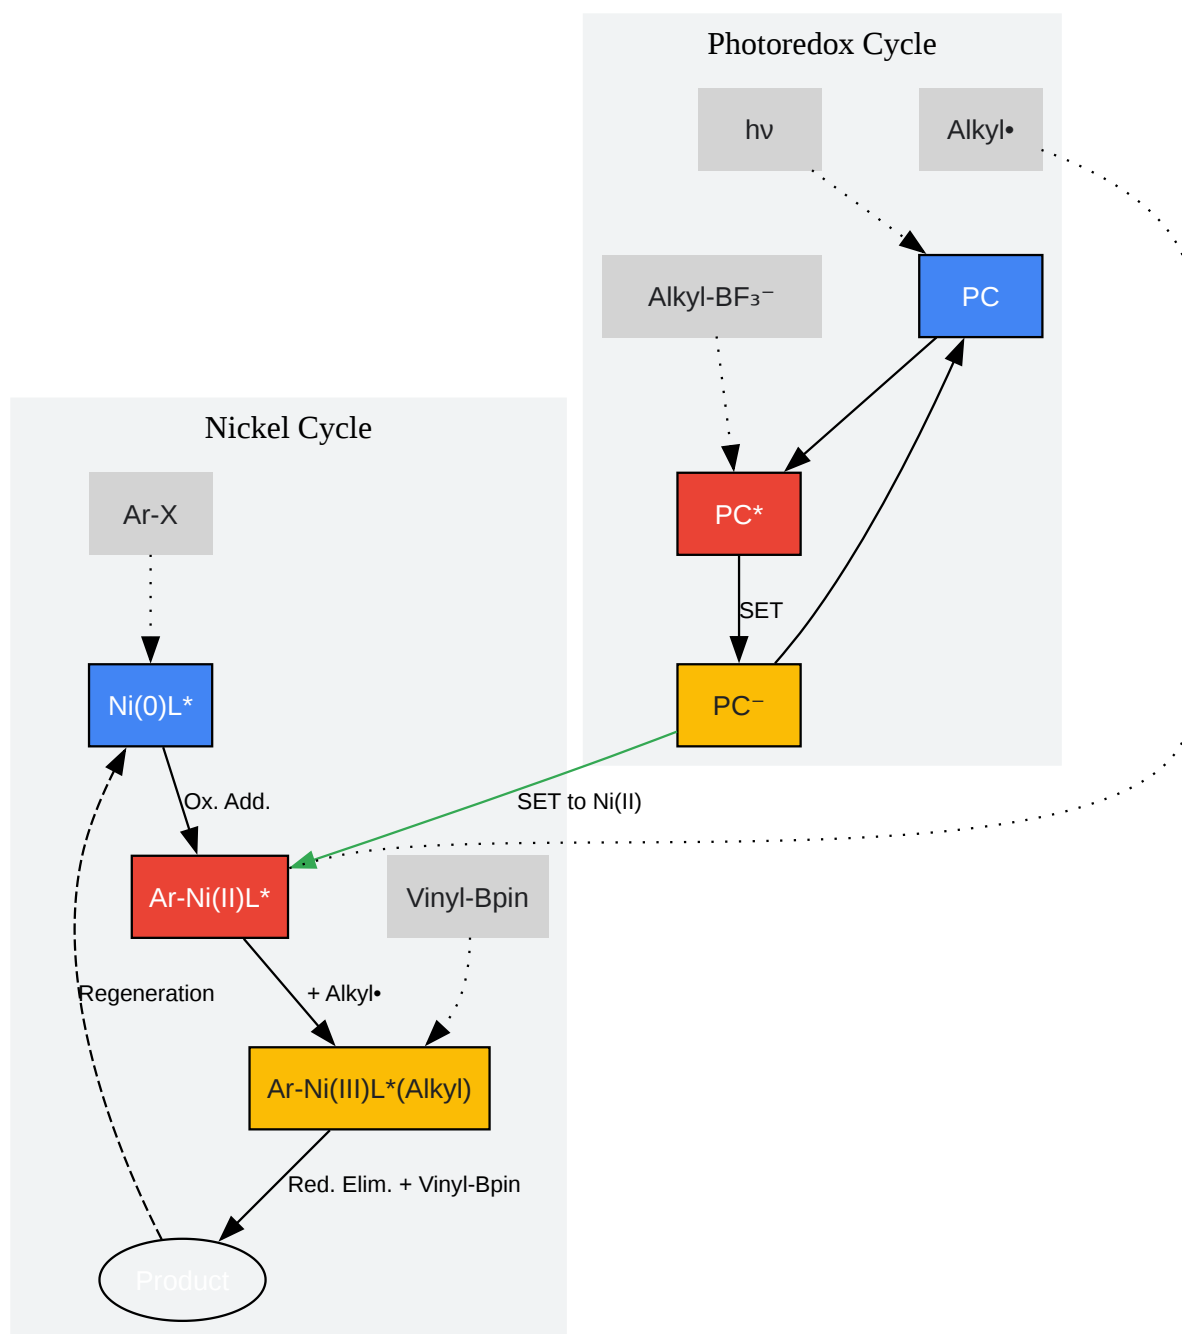 Photoredox Cycle
hν
Alkyl•
Alkyl-BF₃⁻
PC
PC*
SET
PC⁻
SET to Ni(II)
Nickel Cycle
Ar-X
Ni(0)L*
Ox. Add.
Ar-Ni(II)L*
Vinyl-Bpin
Regeneration
+ Alkyl•
Ar-Ni(III)L*(Alkyl)
Red. Elim. + Vinyl-Bpin
Product